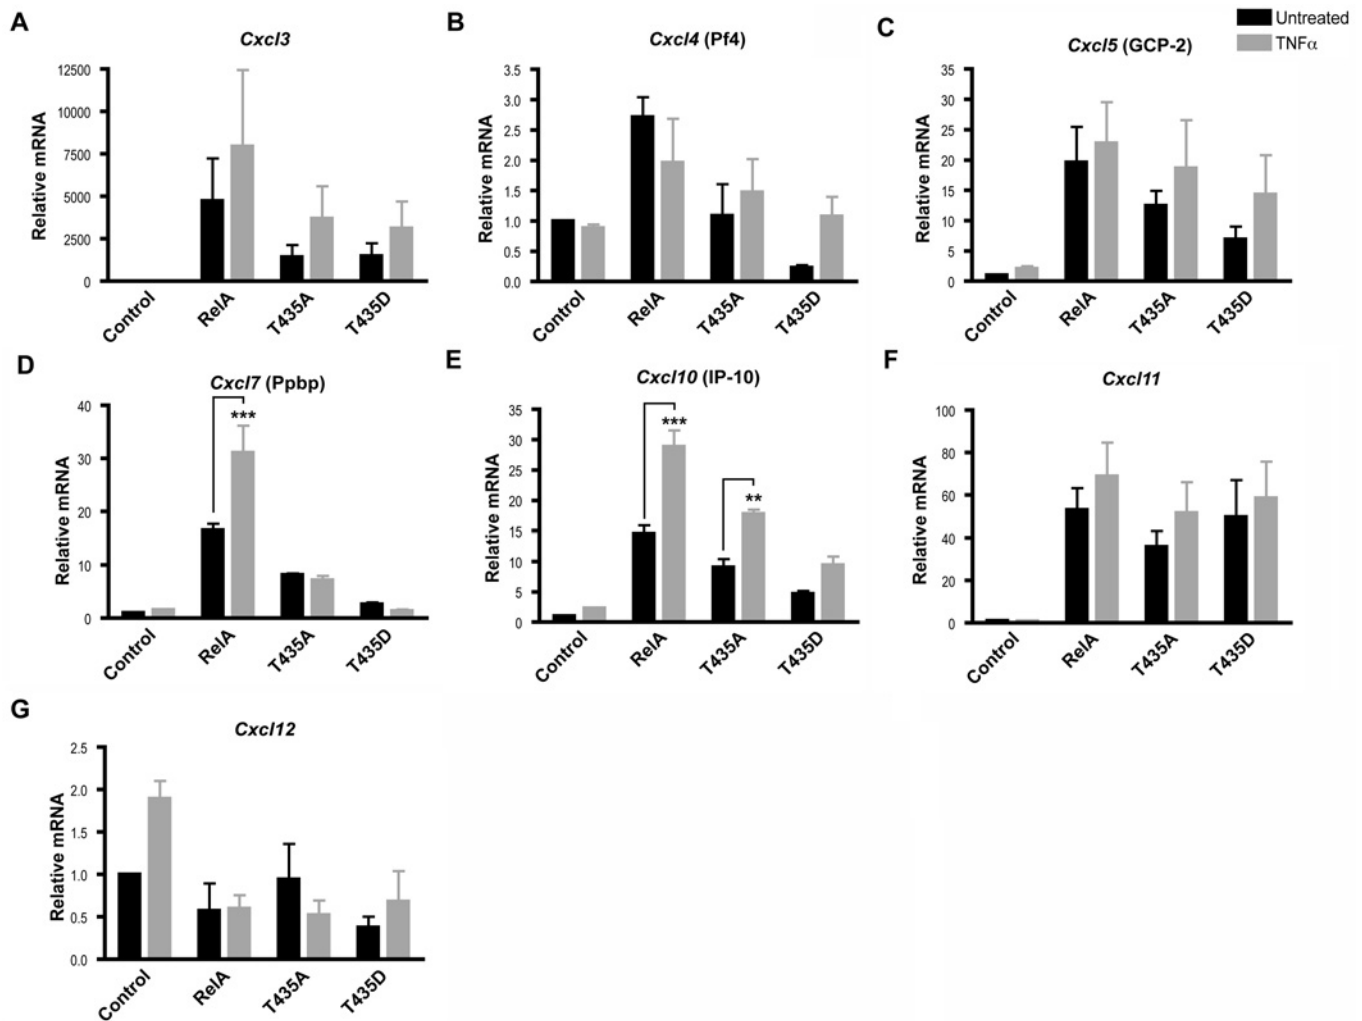 Untreated
TNFα
A
Cxcl3
Relative mRNA
12500
10000
7500
5000
2500
0
Control
RelA
T435A
T435D
B
Cxcl4 (Pf4)
Relative mRNA
3.5
3.0
2.5
2.0
1.5
1.0
0.5
0.0
Control
RelA
T435A
T435D
C
Cxcl5 (GCP-2)
Relative mRNA
35
30
25
20
15
10
5
0
Control
RelA
T435A
T435D
D
Cxcl7 (Ppbp)
***
Relative mRNA
40
30
20
10
0
Control
RelA
T435A
T435D
E
Cxcl10 (IP-10)
***
**
Relative mRNA
35
30
25
20
15
10
5
0
Control
RelA
T435A
T435D
F
Cxcl11
Relative mRNA
100
80
60
40
20
0
Control
RelA
T435A
T435D
G
Cxcl12
Relative mRNA
2.5
2.0
1.5
1.0
0.5
0.0
Control
RelA
T435A
T435D